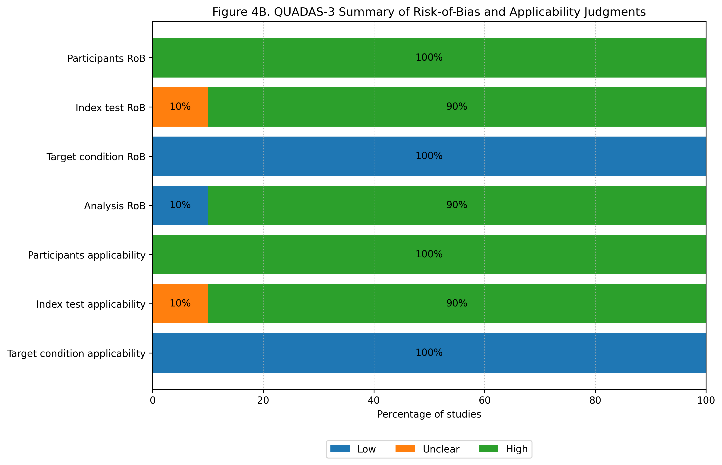 Figure 4B. QUADAS-3 Summary of Risk-of-Bias and Applicability Judgments
Participants RoB
100%
Index test RoB
10%
90%
Target condition RoB
100%
Analysis RoB
10%
90%
Participants applicability
100%
Index test applicability
10%
90%
Target condition applicability
100%
0 20 40 60 80 100
Percentage of studies
Low Unclear High